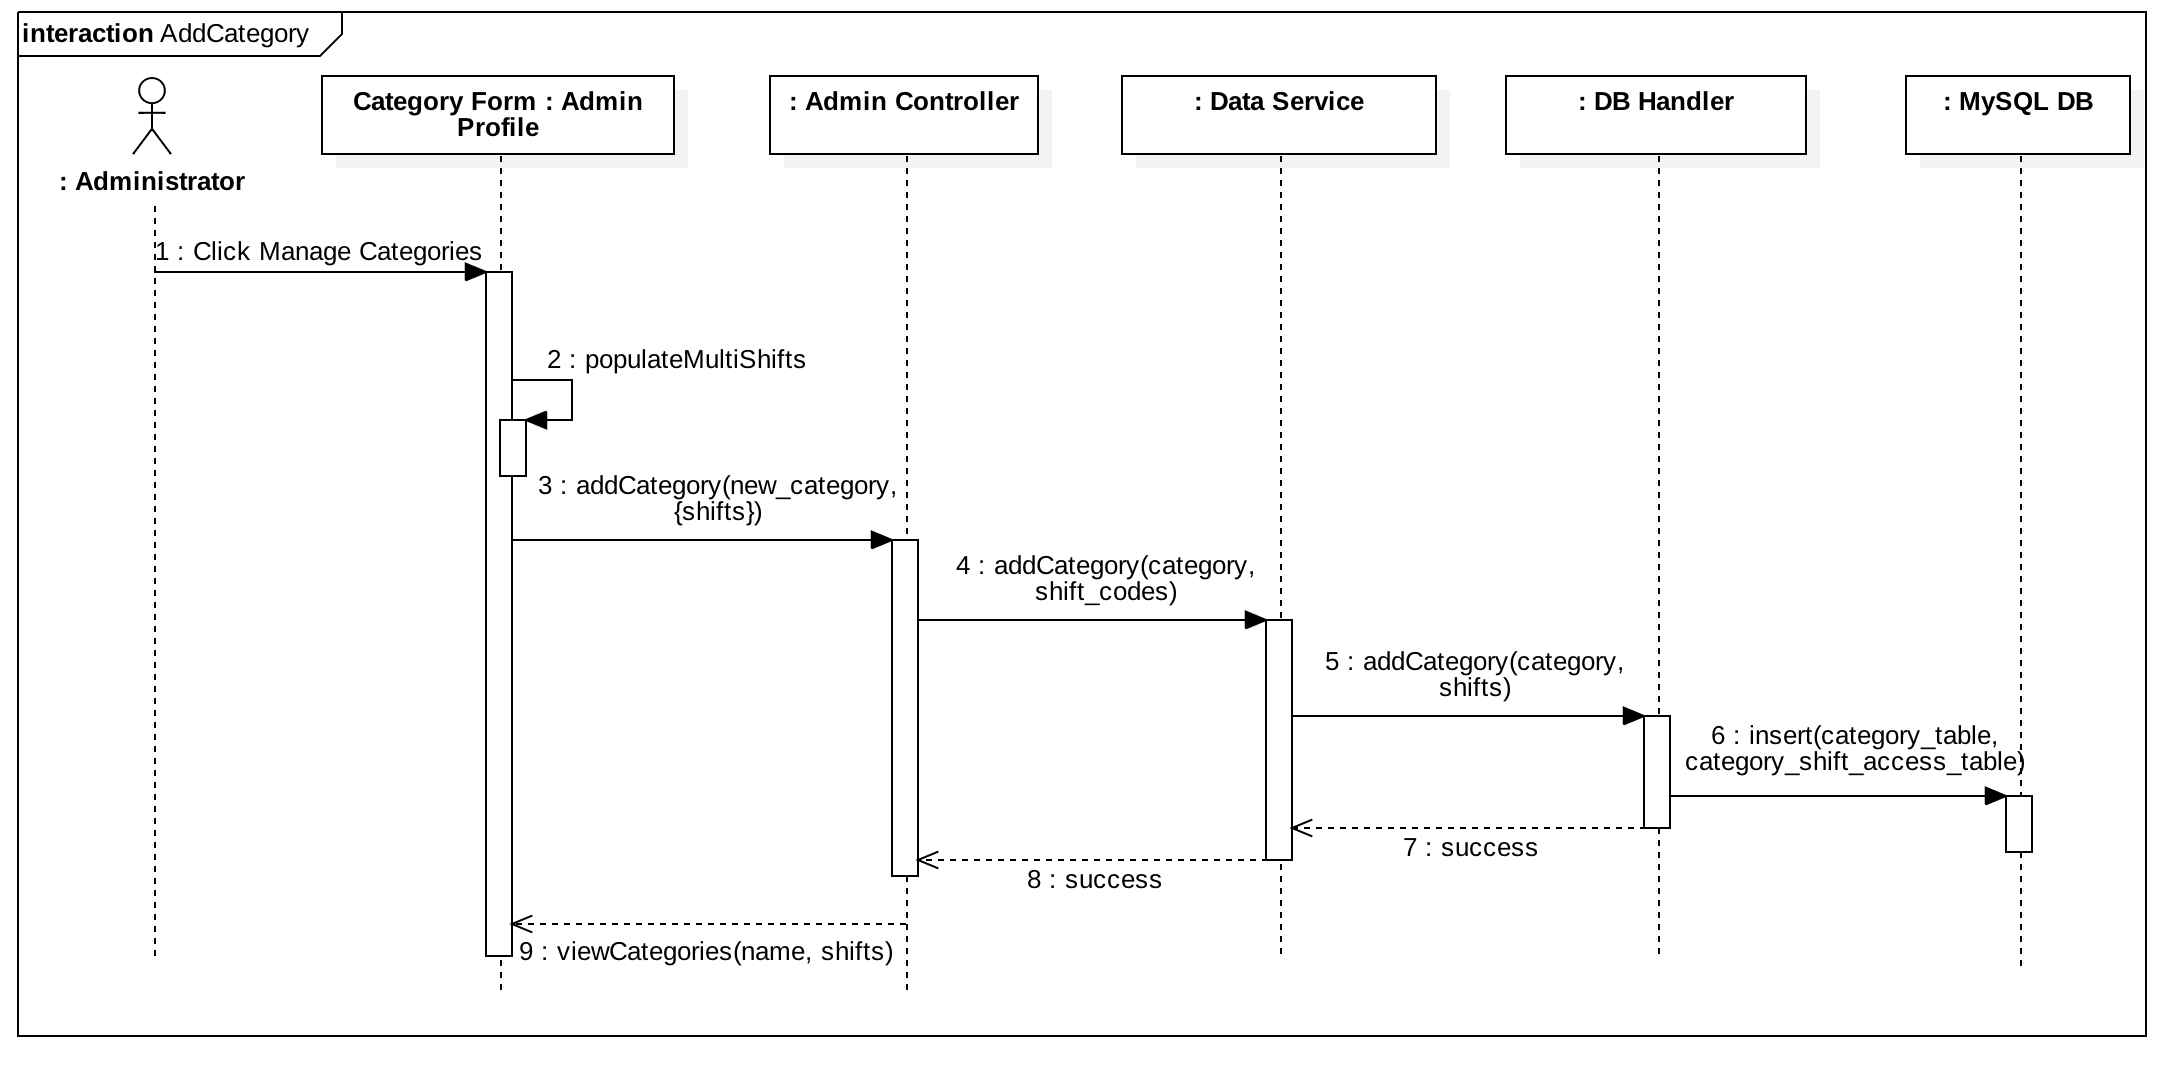 interaction AddCategory
Category Form : Admin
Profile
: Admin Controller
: Data Service
: DB Handler
: MySQL DB
: Administrator
1 : Click Manage Categories
2 : populateMultiShifts
3 : addCategory(new_category,
{shifts})
4 : addCategory(category,
shift_codes)
5 : addCategory(category,
shifts)
6 : insert(category_table,
category_shift_access_table)
7 : success
8 : success
9 : viewCategories(name, shifts)